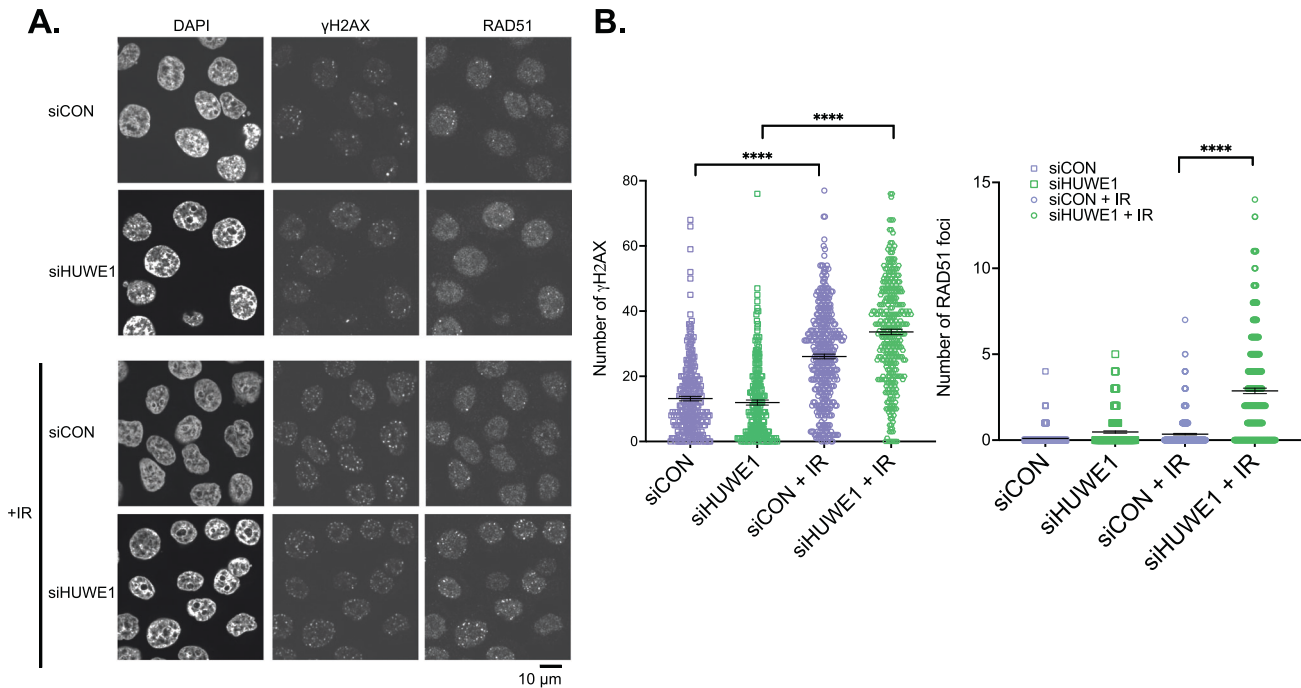 A.
DAPI
γH2AX
RAD51
siCON
siHUWE1
+IR
siCON
siHUWE1
10 µm
B.
****
****
Number of γH2AX
80
60
40
20
0
siCON
siHUWE1
siCON + IR
siHUWE1 + IR
siCON
siHUWE1
siCON + IR
siHUWE1 + IR
****
Number of RAD51 foci
15
10
5
0
siCON
siHUWE1
siCON + IR
siHUWE1 + IR